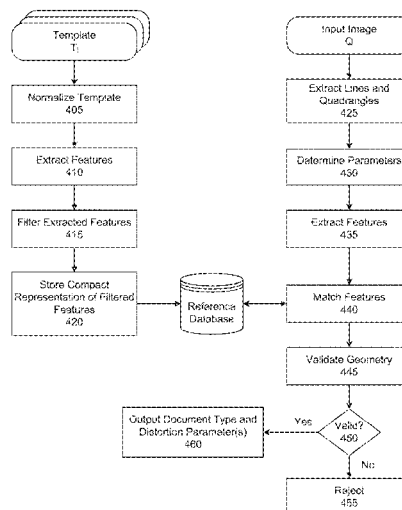 Template
Ti
Normalize Template
405
Extract Features
410
Filter Extracted Features
415
Store Compact
Representation of Filtered
Features
420
Reference
Database
Input Image
Q
Extract Lines and
Quadrangles
425
Determine Parameters
430
Extract Features
435
Match Features
440
Validate Geometry
445
Valid?
450
Yes
No
Output Document Type and
Distortion Parameter(s)
460
Reject
455